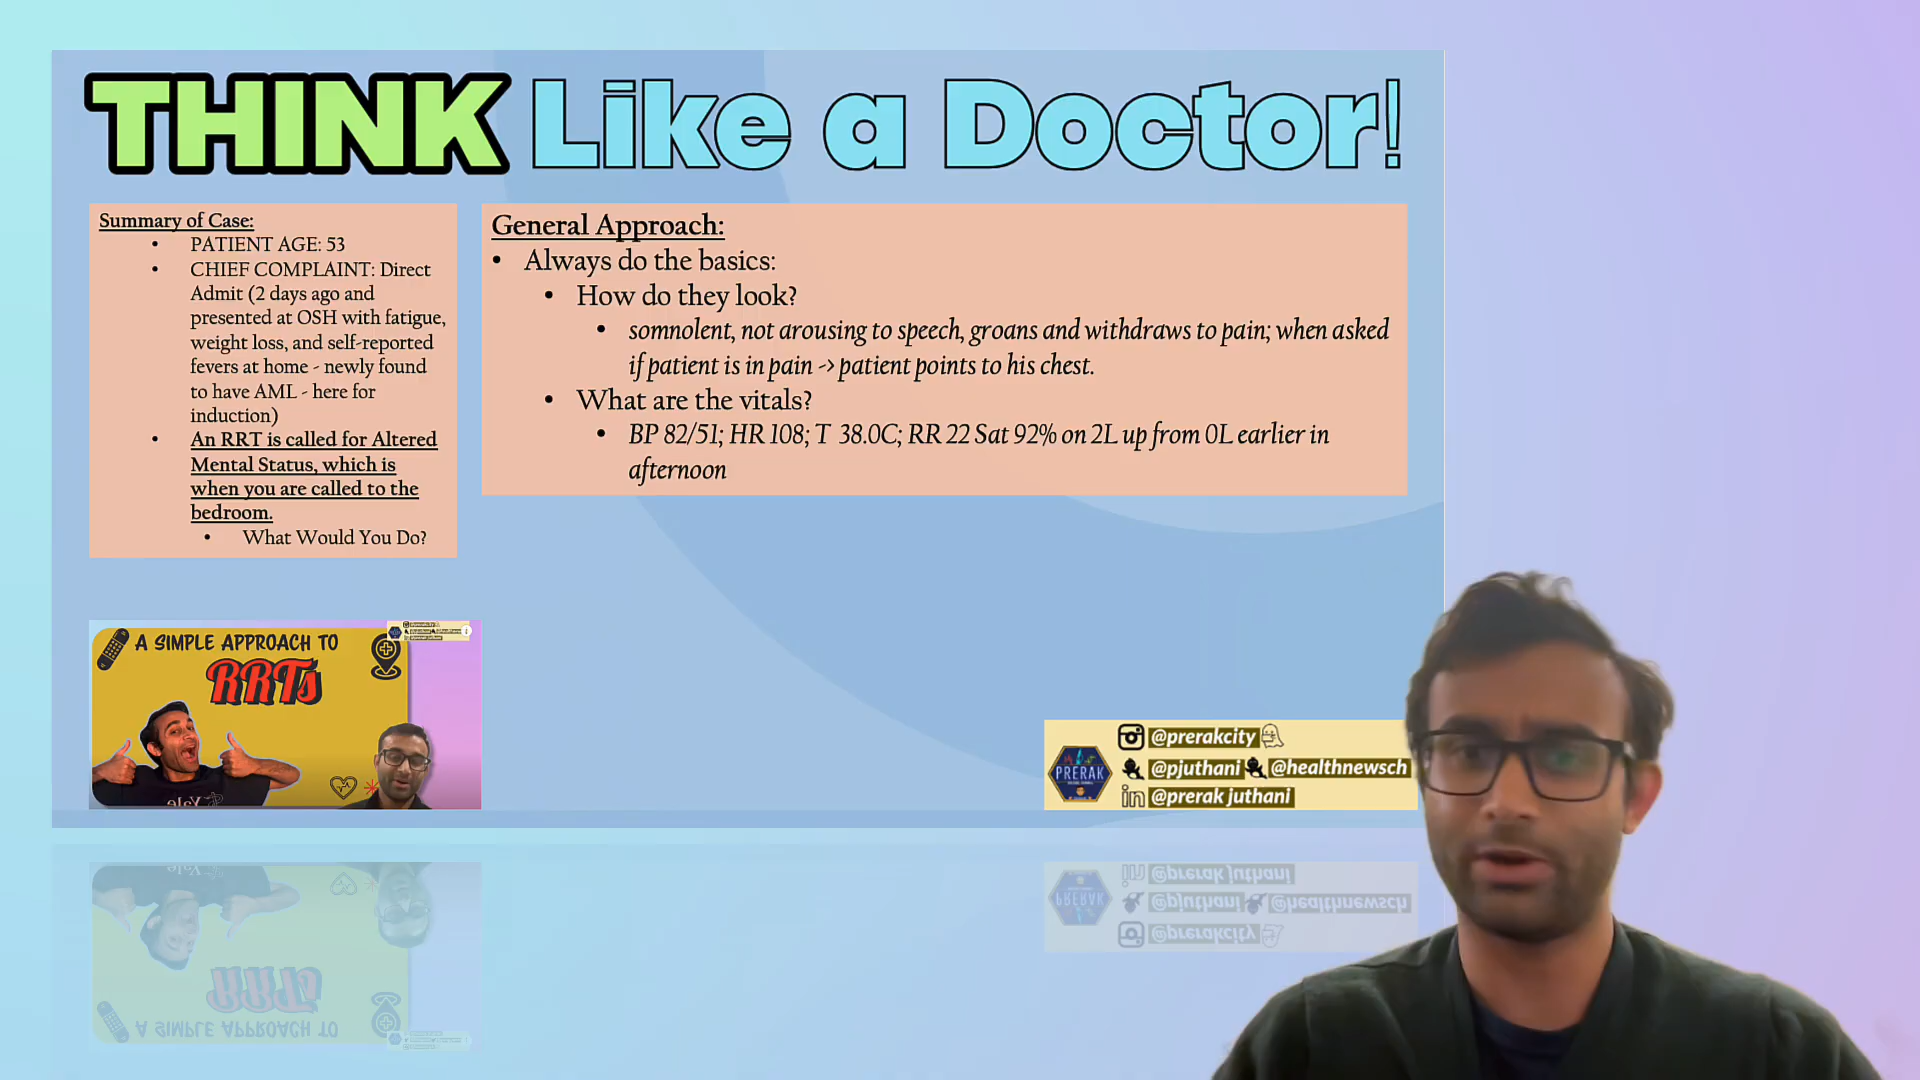 THINK Like a Doctor!
Summary of Case:
• PATIENT AGE: 53
• CHIEF COMPLAINT: Direct
Admit (2 days ago and
presented at OSH with fatigue,
weight loss, and self-reported
fevers at home - newly found
to have AML - here for
induction)
• An RRT is called for Altered
Mental Status, which is
when you are called to the
bedroom.
• What Would You Do?
General Approach:
• Always do the basics:
• How do they look?
• somnolent, not arousing to speech, groans and withdraws to pain; when asked
if patient is in pain -> patient points to his chest.
• What are the vitals?
• BP 82/51; HR 108; T 38.0C; RR 22 Sat 92% on 2L up from 0L earlier in
afternoon
A SIMPLE APPROACH TO
RRTs
Yale
PRERAK
@prerakcity
@pjuthani @healthnewsch
in @prerak juthani